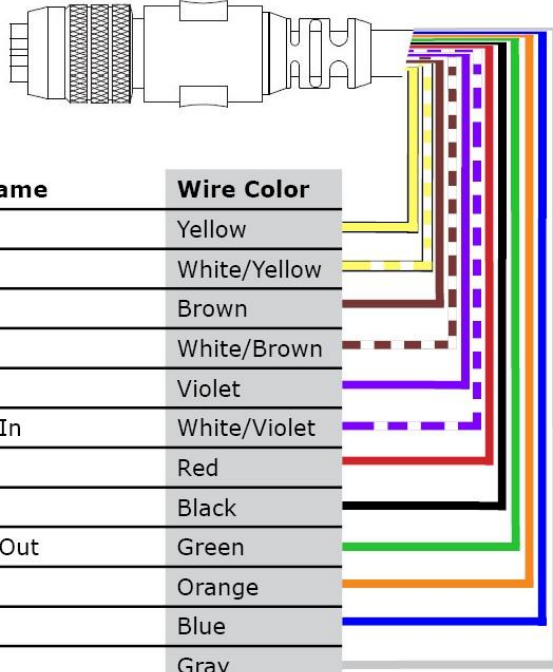 ame Wire Color
Yellow
White/Yellow
Brown
White/Brown
Violet
In White/Violet
Red
Black
Out Green
Orange
Blue
Gray